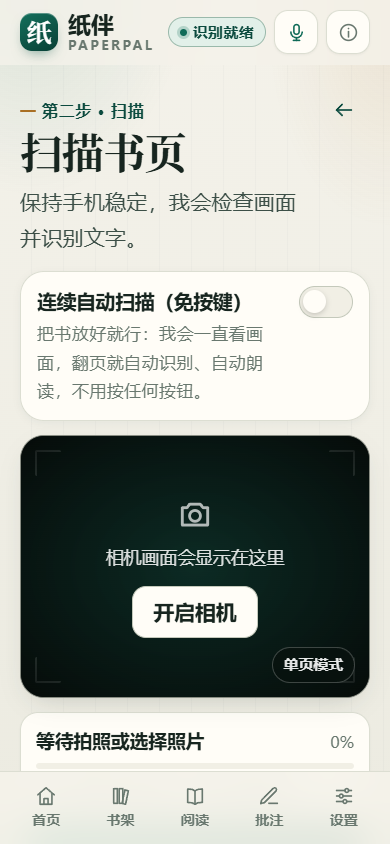 纸
纸伴
PAPERPAL
识别就绪
第二步 • 扫描
扫描书页
保持手机稳定，我会检查画面
并识别文字。
连续自动扫描（免按键）
把书放好就行：我会一直看画
面，翻页就自动识别、自动朗
读，不用按任何按钮。
相机画面会显示在这里
开启相机
单页模式
等待拍照或选择照片
0%
首页
书架
阅读
批注
设置